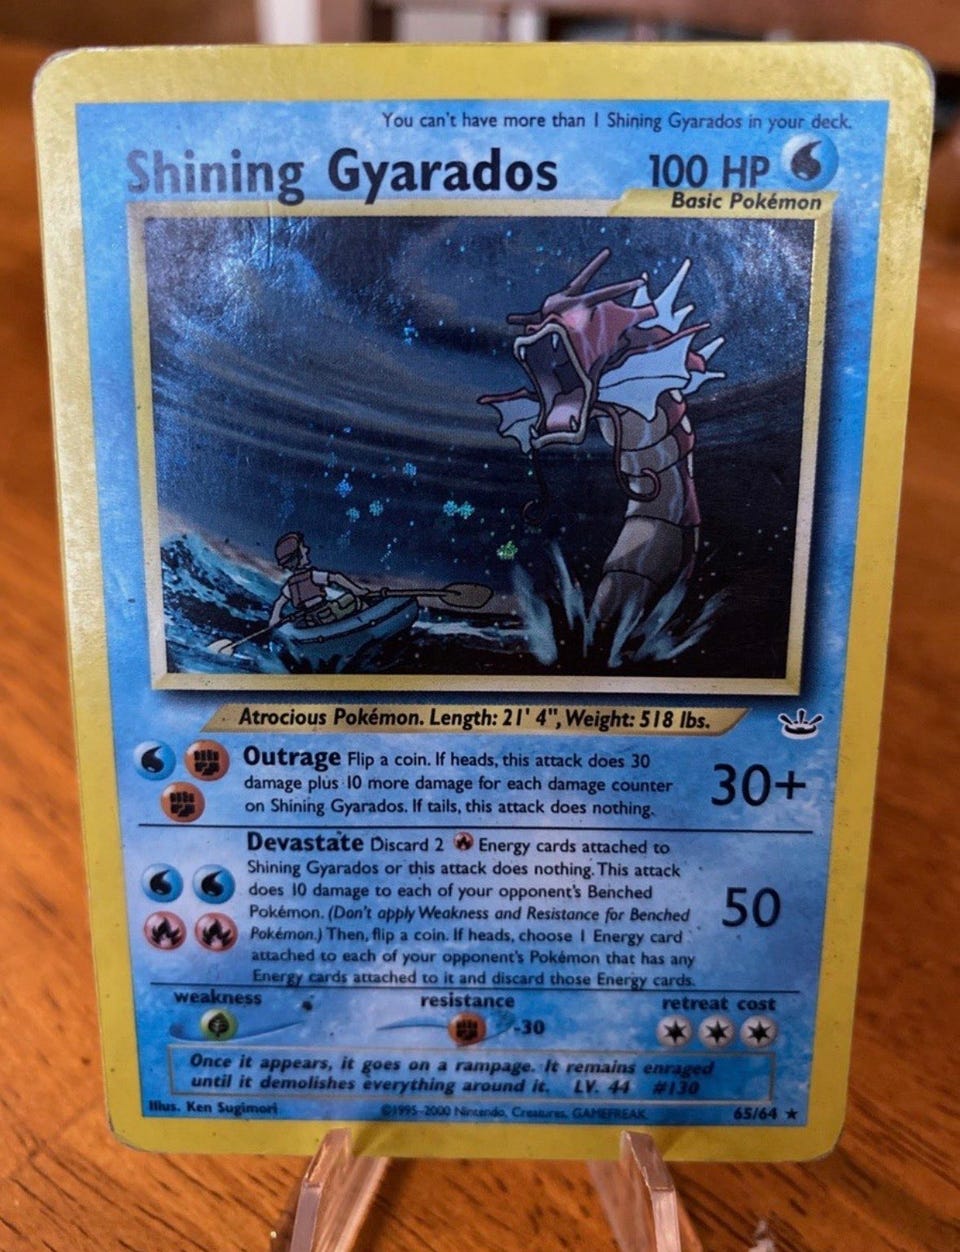 You can't have more than 1 Shining Gyarados in your deck.
Shining Gyarados 100 HP
Basic Pokémon
Atrocious Pokémon. Length: 21' 4", Weight: 518 lbs.
Outrage Flip a coin. If heads, this attack does 30
damage plus 10 more damage for each damage counter
on Shining Gyarados. If tails, this attack does nothing.
30+
Devastate Discard 2 Energy cards attached to
Shining Gyarados or this attack does nothing. This attack
does 10 damage to each of your opponent's Benched
Pokémon. (Don't apply Weakness and Resistance for Benched
Pokémon.) Then, flip a coin. If heads, choose 1 Energy card
attached to each of your opponent's Pokémon that has any
Energy cards attached to it and discard those Energy cards.
50
weakness resistance retreat cost
-30
Once it appears, it goes on a rampage. It remains enraged
until it demolishes everything around it. LV. 44 #130
Illus. Ken Sugimori ©1995-2000 Nintendo, Creatures, GAMEFREAK. 65/64 ★